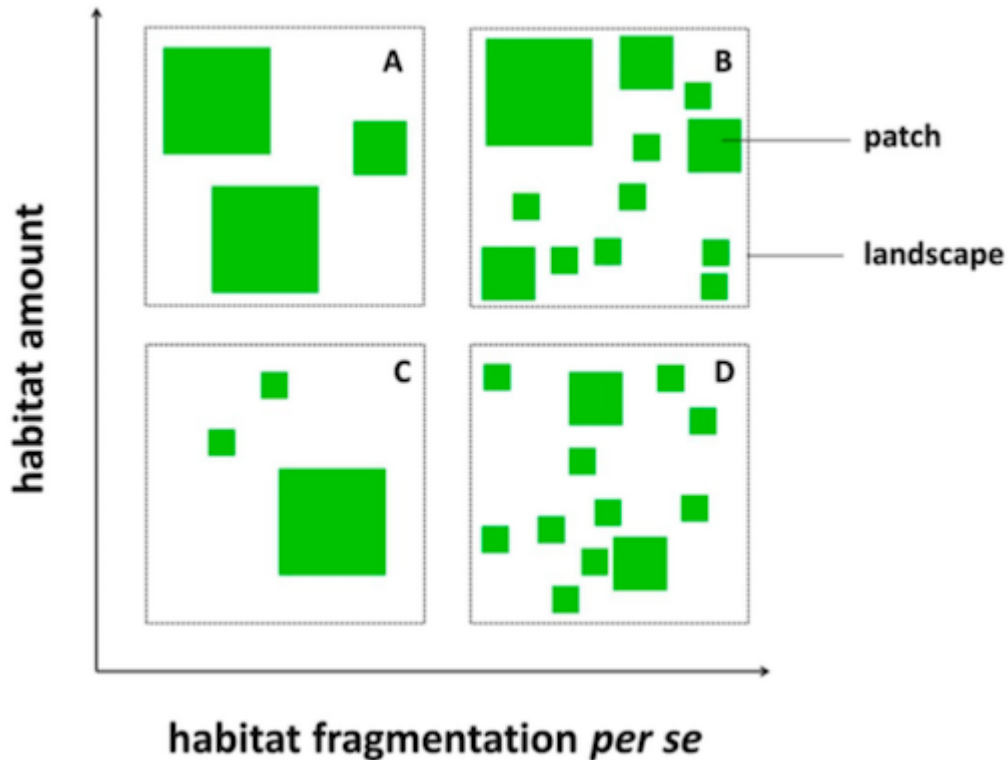 A
B
patch
landscape
C
D
habitat amount
habitat fragmentation per se